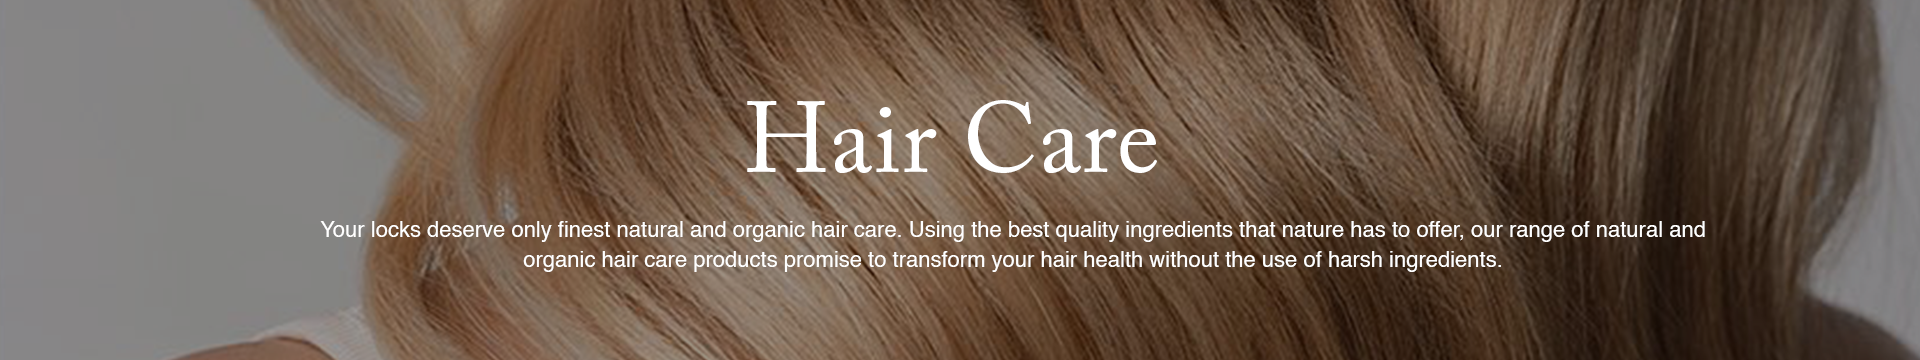 Hair Care
Your locks deserve only finest natural and organic hair care. Using the best quality ingredients that nature has to offer, our range of natural and
organic hair care products promise to transform your hair health without the use of harsh ingredients.